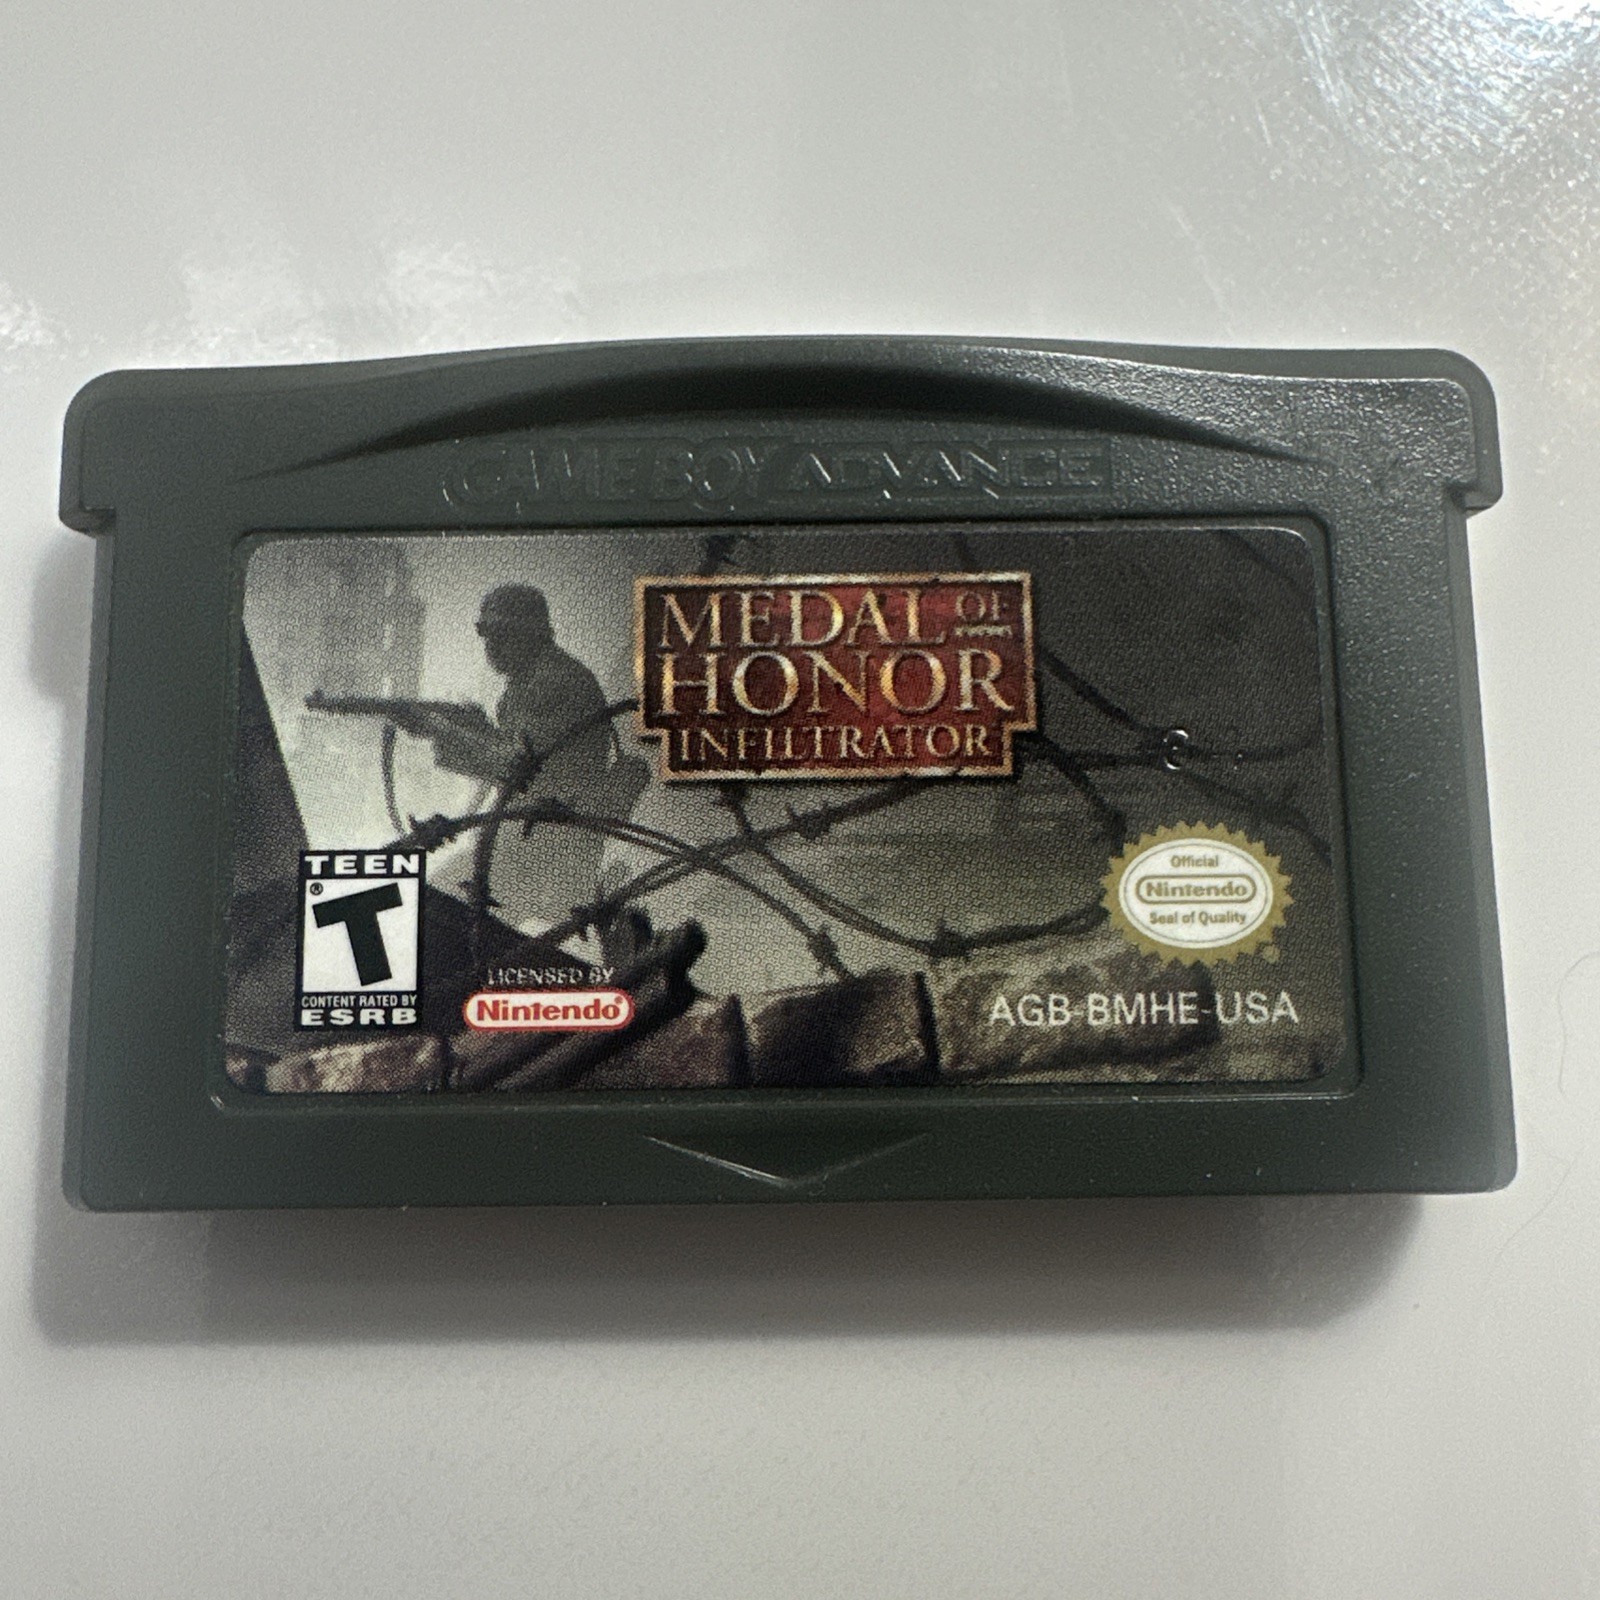 GAME BOY ADVANCE
MEDAL OF
HONOR
INFILTRATOR
TEEN
T
®
CONTENT RATED BY
ESRB
LICENSED BY
Nintendo®
Official
Nintendo
Seal of Quality
AGB-BMHE-USA